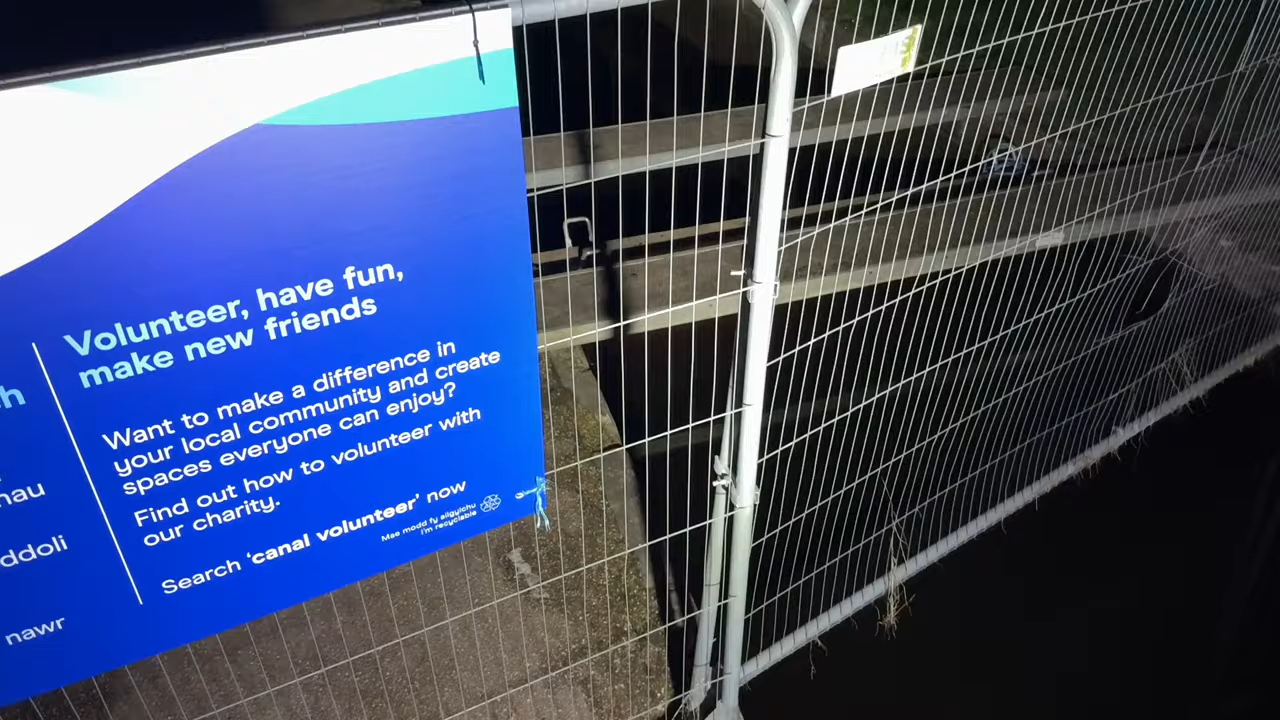 h
nau
ddoli
nawr
Volunteer, have fun,
make new friends
Want to make a difference in
your local community and create
spaces everyone can enjoy?
Find out how to volunteer with
our charity.
Search ‘canal volunteer’ now
Mae modd fy ailgylchu
I'm recyclable